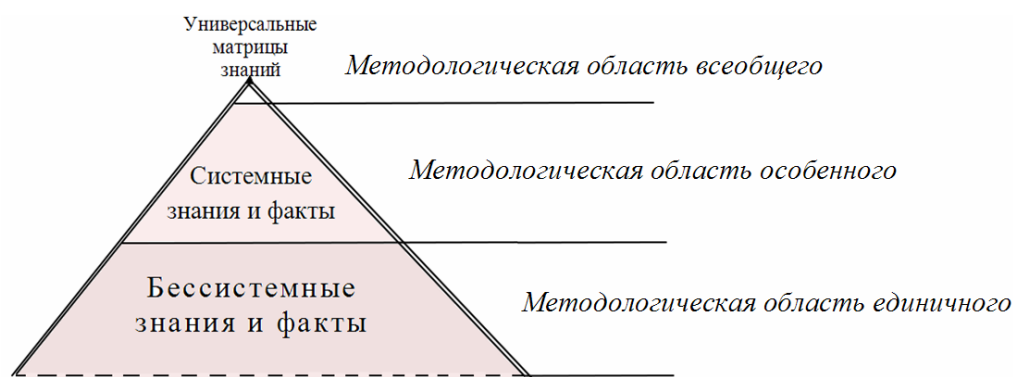 Универсальные
матрицы
знаний
Методологическая область всеобщего
Системные
знания и факты
Методологическая область особенного
Бессистемные
знания и факты
Методологическая область единичного